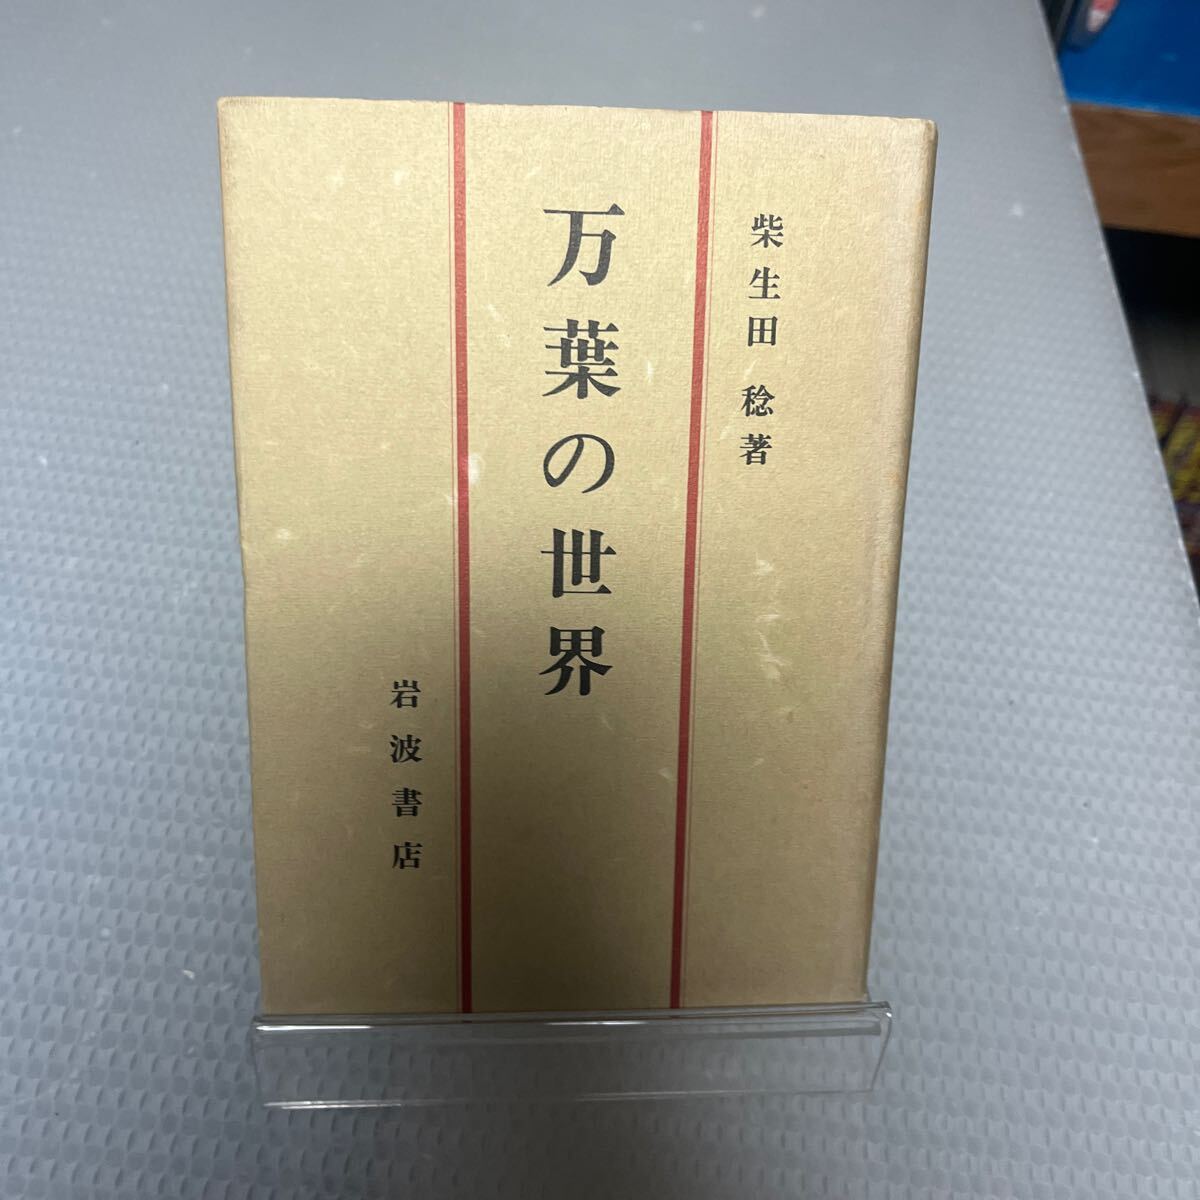 柴生田 稔著
万葉の世界
岩波書店